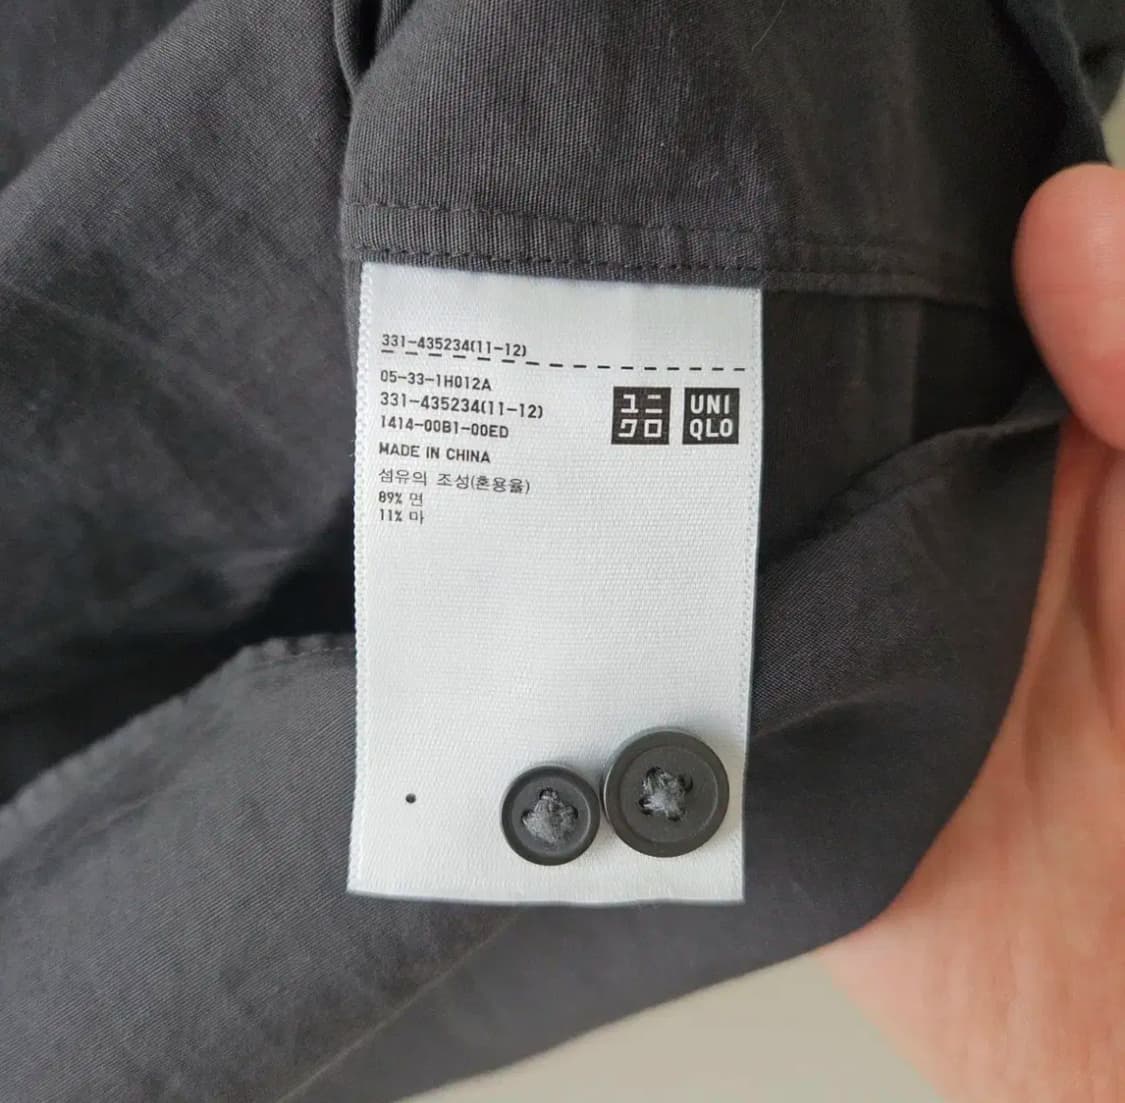 331-435234(11-12)
05-33-1H012A
331-435234(11-12)
1414-00B1-00ED
MADE IN CHINA
섬유의 조성(혼용율)
89% 면
11% 마
ユニ
クロ
UNI
QLO